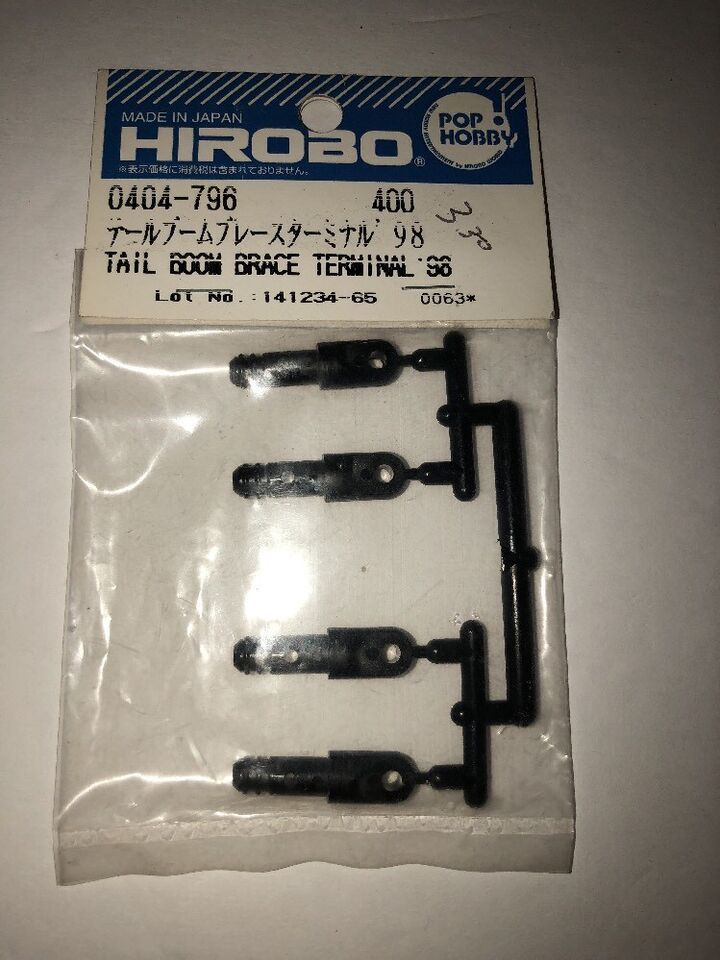 MADE IN JAPAN
HIROBO®
POP HOBBY!
※表示価格に消費税は含まれておりません。
0404-796 400
テールブームブレースターミナル'98
TAIL BOOM BRACE TERMINAL '98
Lot No.:141234-65 0063*